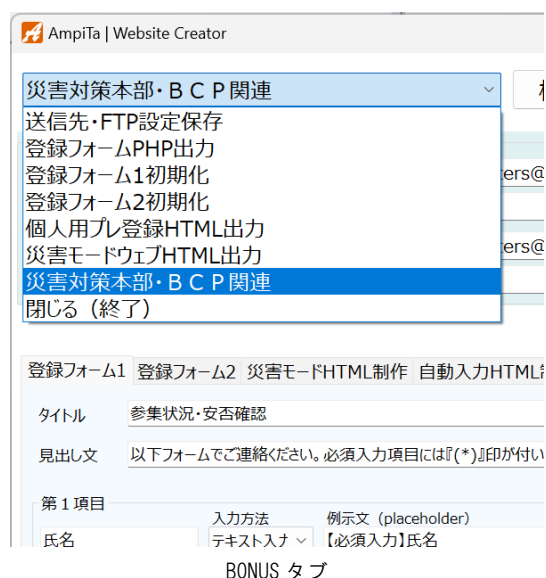 AmpiTa | Website Creator
災害対策本部・ＢＣＰ関連
送信先・FTP設定保存
登録フォームPHP出力
登録フォーム1初期化
ters@
登録フォーム2初期化
個人用プレ登録HTML出力
災害モードウェブHTML出力
ters@
災害対策本部・ＢＣＰ関連
閉じる（終了）
登録フォーム1 登録フォーム2 災害モードHTML制作 自動入力HTML
タイトル 参集状況・安否確認
見出し文 以下フォームでご連絡ください。必須入力項目には『(*)』印が付い
第１項目
入力方法 例示文（placeholder）
氏名 テキスト入力 【必須入力】氏名
BONUS タブ